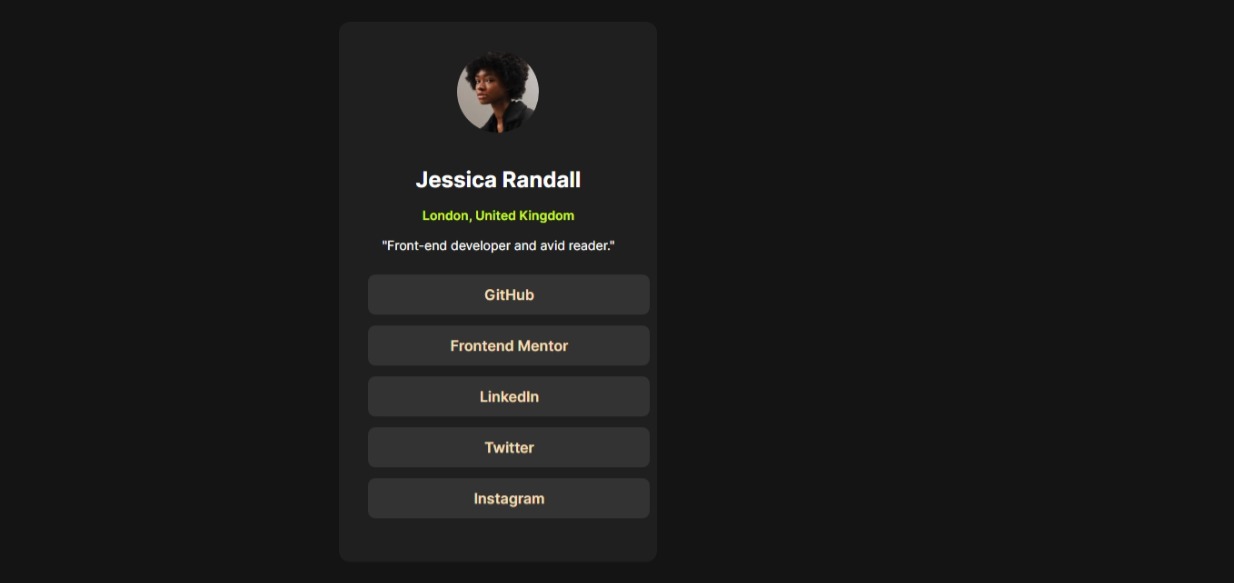 Jessica Randall
London, United Kingdom
"Front-end developer and avid reader."
GitHub
Frontend Mentor
LinkedIn
Twitter
Instagram